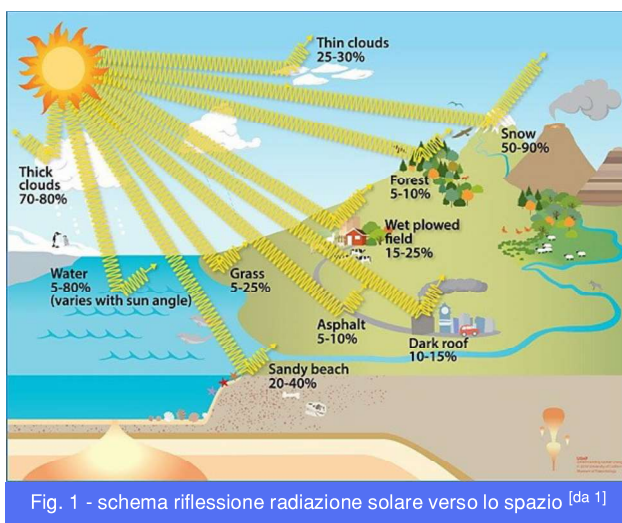 Thin clouds
25-30%
Snow
50-90%
Thick
clouds
70-80%
Forest
5-10%
Wet plowed
field
15-25%
Water
5-80%
(varies with sun angle)
Grass
5-25%
Asphalt
5-10%
Dark roof
10-15%
Sandy beach
20-40%
Fig. 1 - schema riflessione radiazione solare verso lo spazio [da 1]